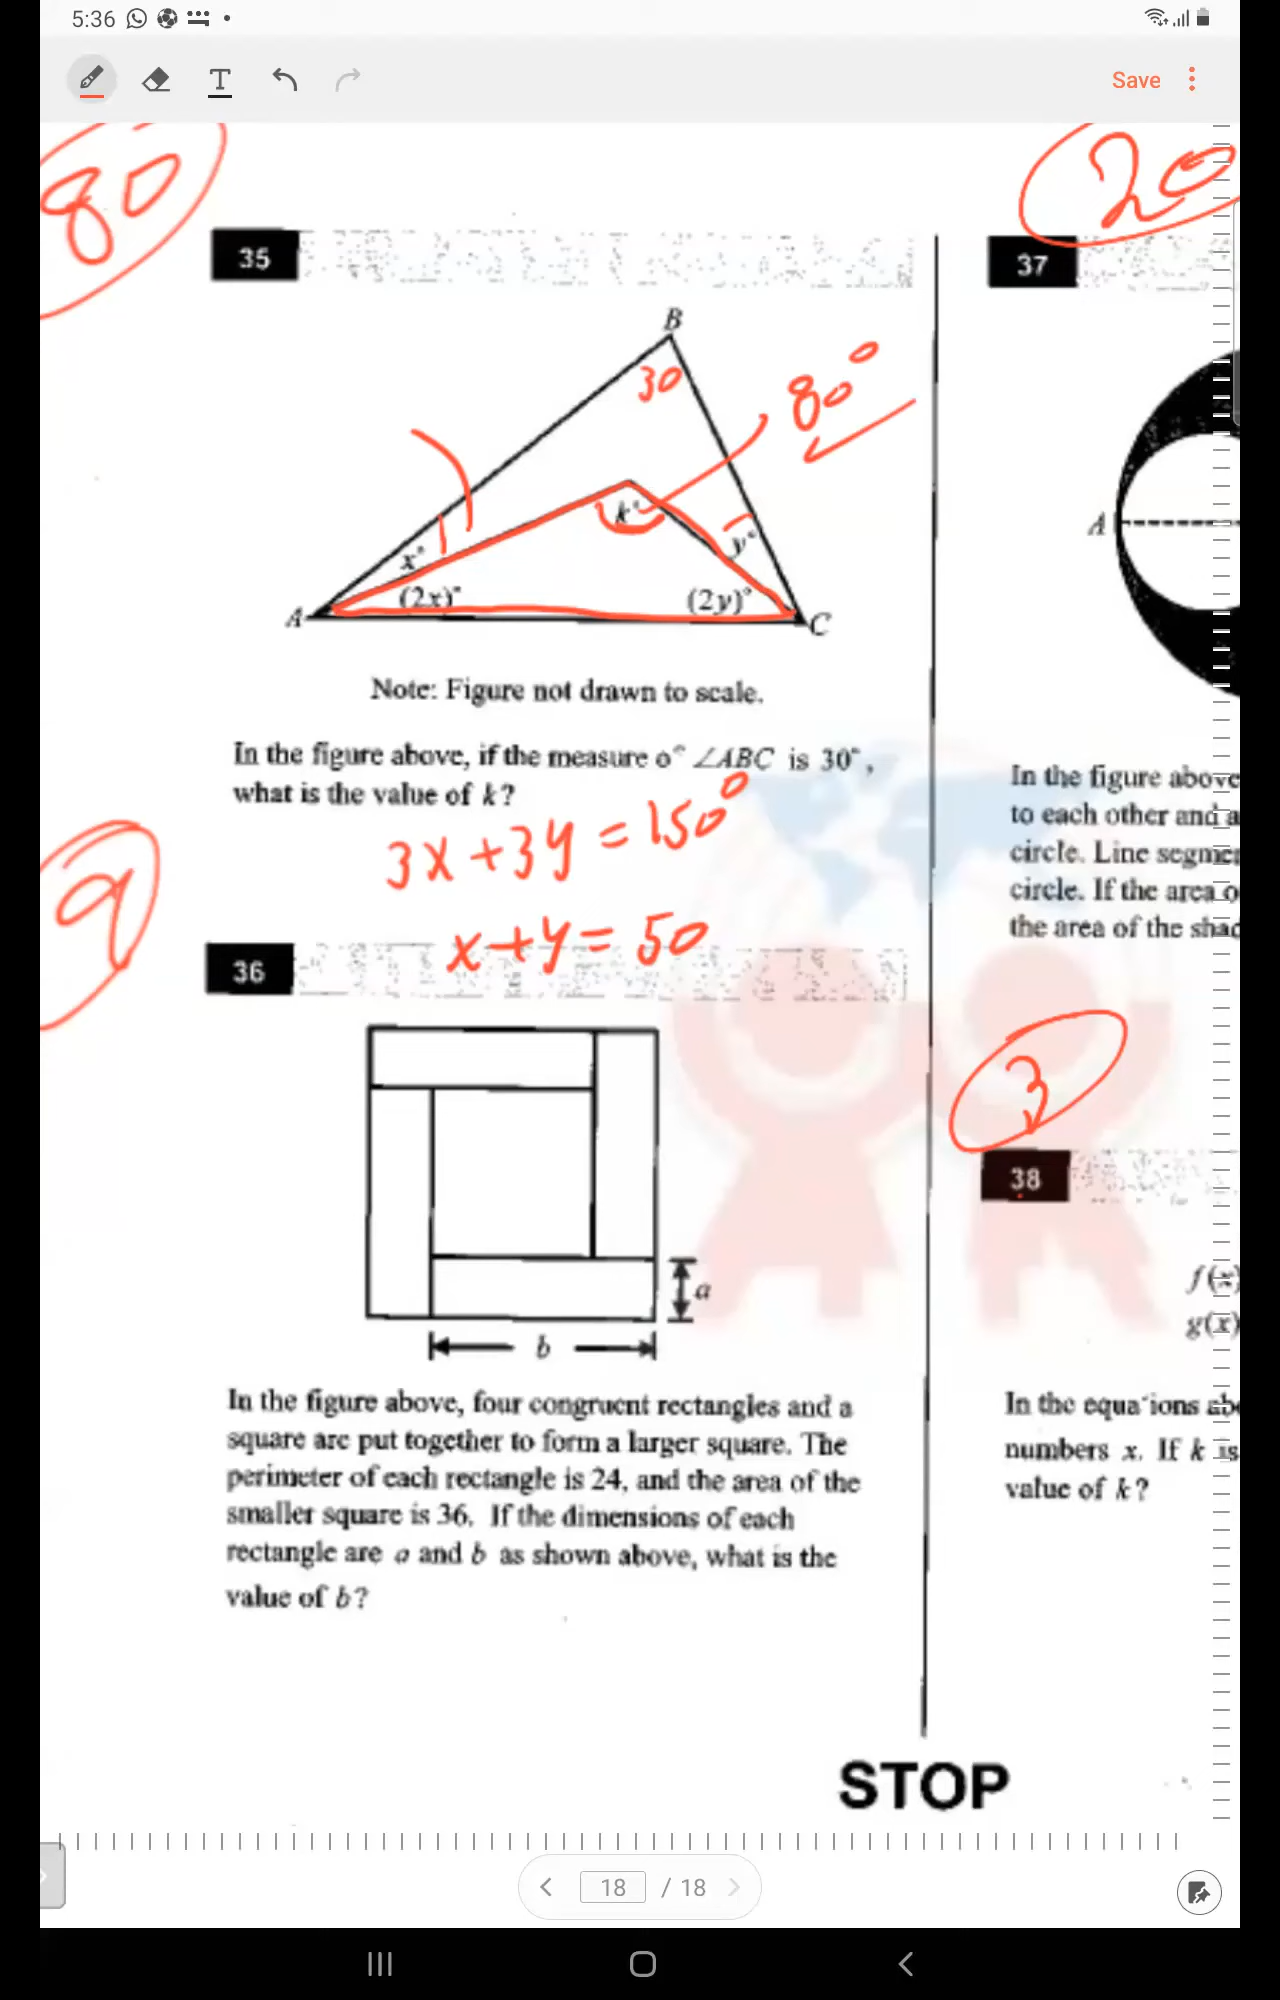 5:36
T
Save
80
20
35
B
30
80°
k°
x°
y°
(2x)°
(2y)°
A
C
Note: Figure not drawn to scale.
In the figure above, if the measure o ∠ABC is 30°,
what is the value of k?
3x+3y=150°
x+y=50
9
36
a
b
In the figure above, four congruent rectangles and a
square are put together to form a larger square. The
perimeter of each rectangle is 24, and the area of the
smaller square is 36. If the dimensions of each
rectangle are a and b as shown above, what is the
value of b?
37
A
In the figure above
to each other and a
circle. Line segme
circle. If the area o
the area of the shad
3
38
f(x)
g(x)
In the equations abo
numbers x. If k is
value of k?
STOP
18 / 18